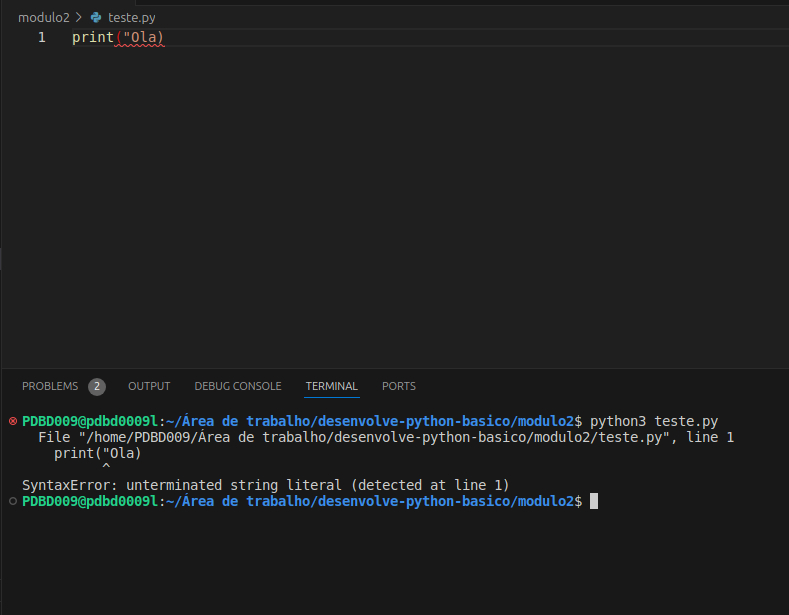 modulo2 > teste.py
1 print("Ola)
PROBLEMS 2 OUTPUT DEBUG CONSOLE TERMINAL PORTS
PDBD009@pdbd0009l:~/Área de trabalho/desenvolve-python-basico/modulo2$ python3 teste.py
File "/home/PDBD009/Área de trabalho/desenvolve-python-basico/modulo2/teste.py", line 1
print("Ola)
^
SyntaxError: unterminated string literal (detected at line 1)
PDBD009@pdbd0009l:~/Área de trabalho/desenvolve-python-basico/modulo2$